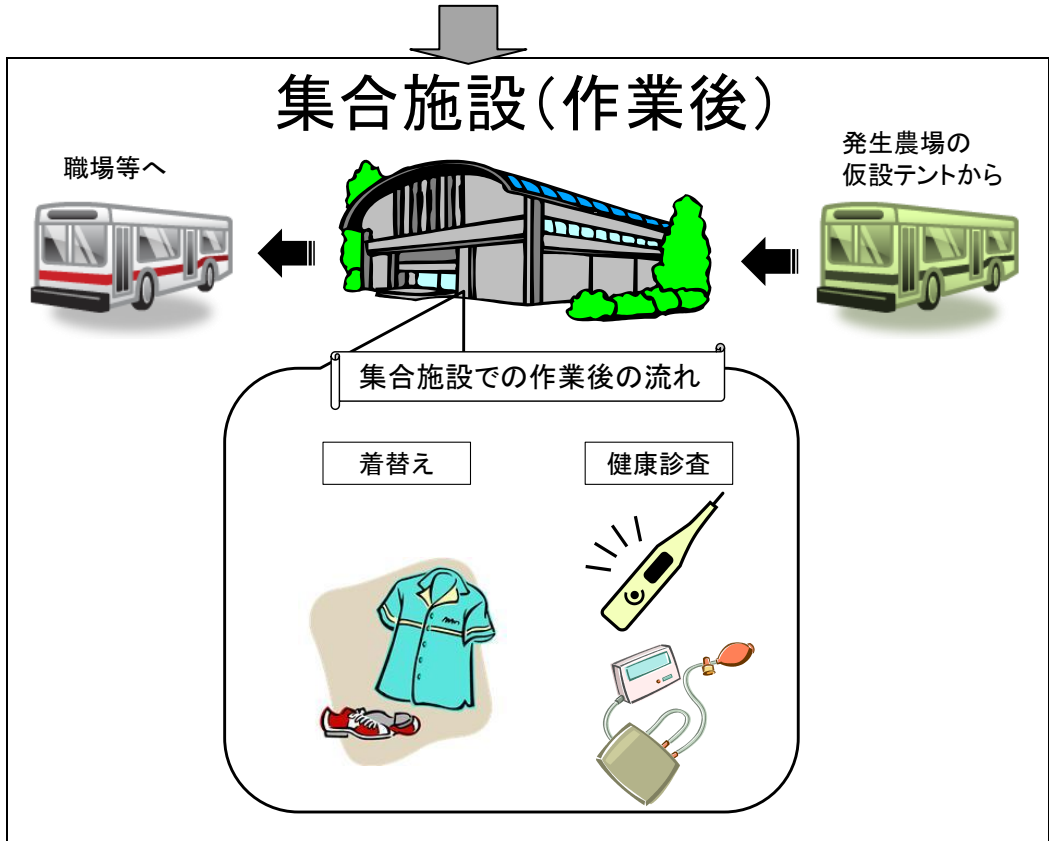 集合施設（作業後）
職場等へ
発生農場の
仮設テントから
集合施設での作業後の流れ
着替え
健康診査